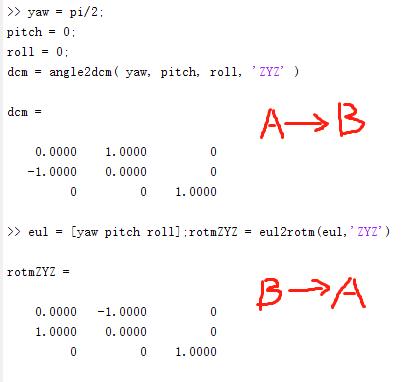 >> yaw = pi/2;
pitch = 0;
roll = 0;
dcm = angle2dcm( yaw, pitch, roll, 'ZYZ' )
dcm =
A→B
0.0000 1.0000 0
-1.0000 0.0000 0
0 0 1.0000
>> eul = [yaw pitch roll];rotmZYZ = eul2rotm(eul,'ZYZ')
rotmZYZ =
B→A
0.0000 -1.0000 0
1.0000 0.0000 0
0 0 1.0000